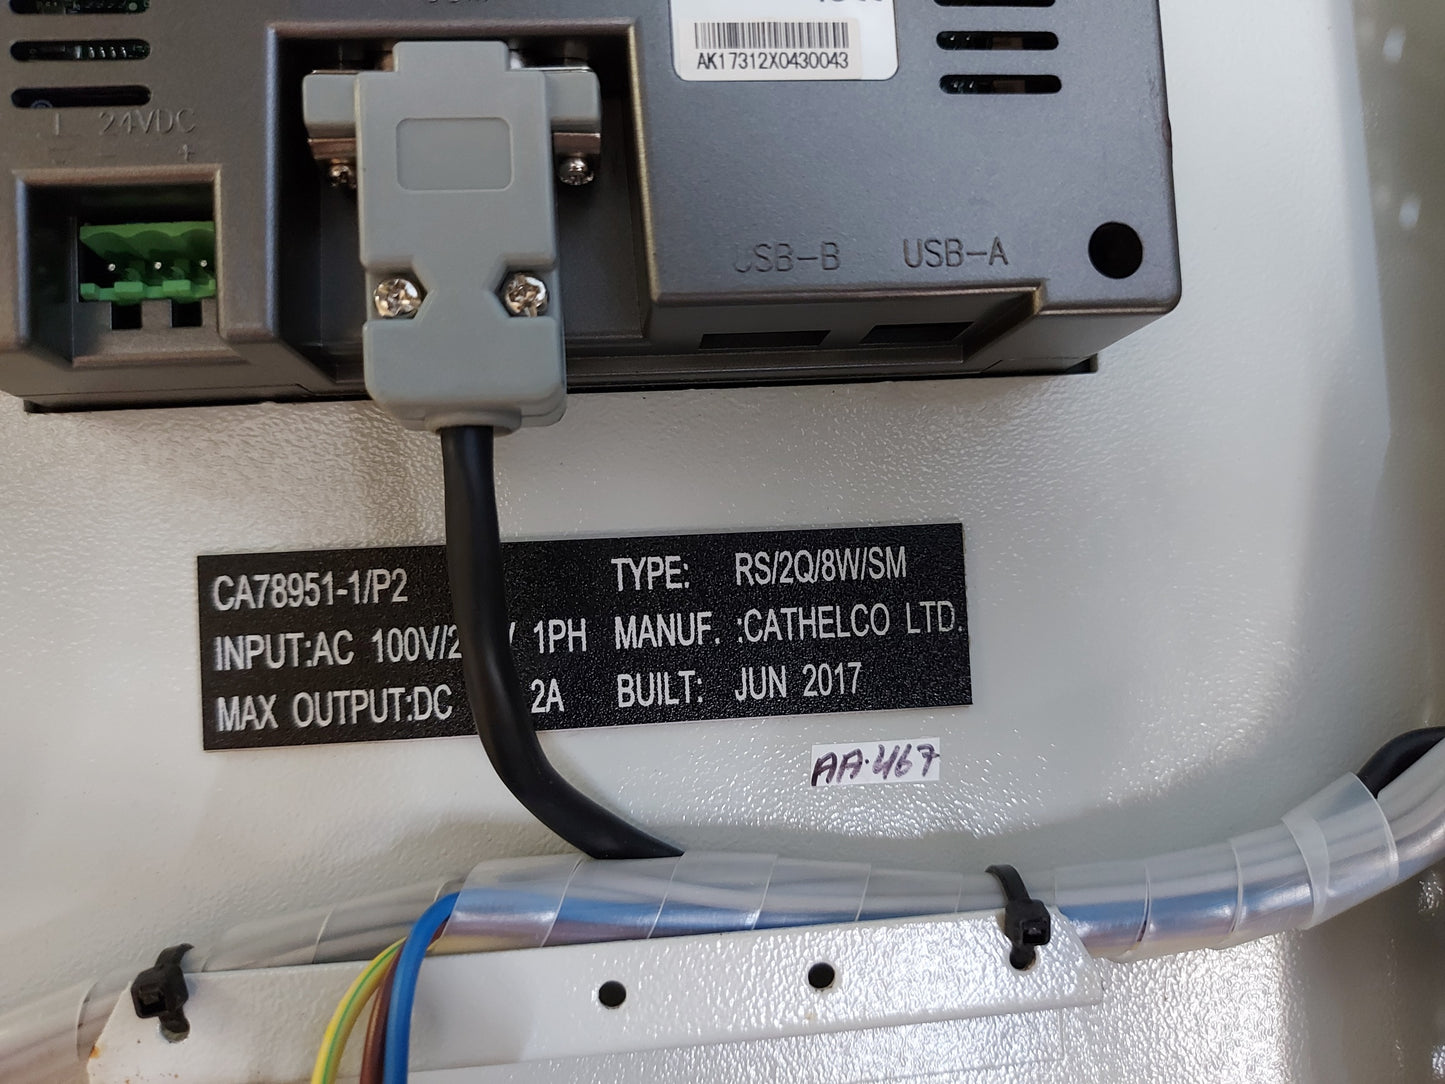 AK17312X0430043
24VDC
- +
USB-B USB-A
CA78951-1/P2 TYPE: RS/2Q/8W/SM
INPUT:AC 100V/2 V 1PH MANUF. :CATHELCO LTD.
MAX OUTPUT:DC 2A BUILT: JUN 2017
AA·467